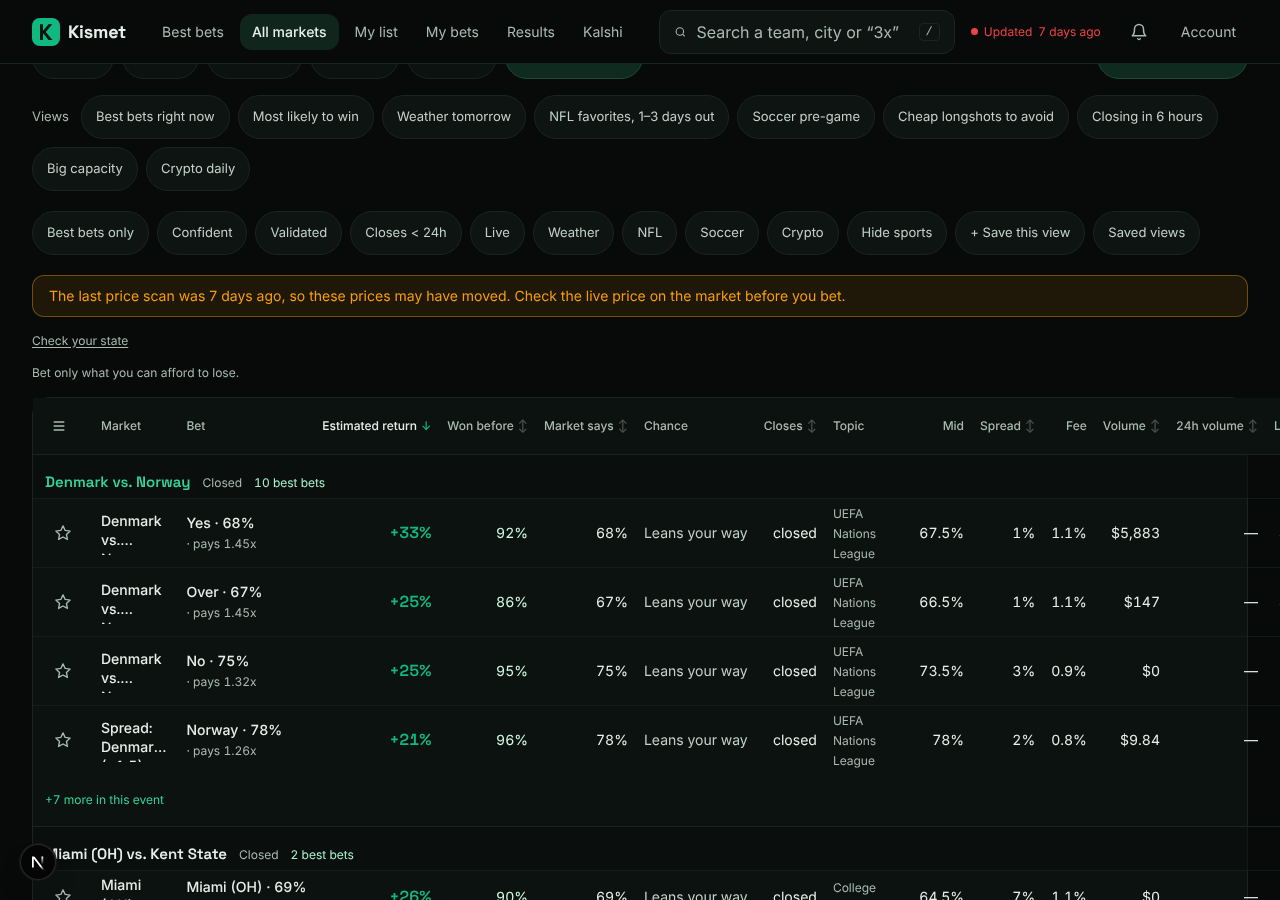 Kismet Best bets All markets My list My bets Results Kalshi Search a team, city or “3x” / Updated 7 days ago Account
Views Best bets right now Most likely to win Weather tomorrow NFL favorites, 1–3 days out Soccer pre-game Cheap longshots to avoid Closing in 6 hours
Big capacity Crypto daily
Best bets only Confident Validated Closes < 24h Live Weather NFL Soccer Crypto Hide sports + Save this view Saved views
The last price scan was 7 days ago, so these prices may have moved. Check the live price on the market before you bet.
Check your state
Bet only what you can afford to lose.
Market Bet Estimated return ↓ Won before Market says Chance Closes Topic Mid Spread Fee Volume 24h volume
Denmark vs. Norway Closed 10 best bets
Denmark vs.… Yes · 68% · pays 1.45x +33% 92% 68% Leans your way closed UEFA Nations League 67.5% 1% 1.1% $5,883 —
Denmark vs.… Over · 67% · pays 1.45x +25% 86% 67% Leans your way closed UEFA Nations League 66.5% 1% 1.1% $147 —
Denmark vs.… No · 75% · pays 1.32x +25% 95% 75% Leans your way closed UEFA Nations League 73.5% 3% 0.9% $0 —
Spread: Denmar… Norway · 78% · pays 1.26x +21% 96% 78% Leans your way closed UEFA Nations League 78% 2% 0.8% $9.84 —
+7 more in this event
Miami (OH) vs. Kent State Closed 2 best bets
Miami Miami (OH) · 69% +26% 90% 69% Leans your way closed College 64.5% 7% 1.1% $0 —